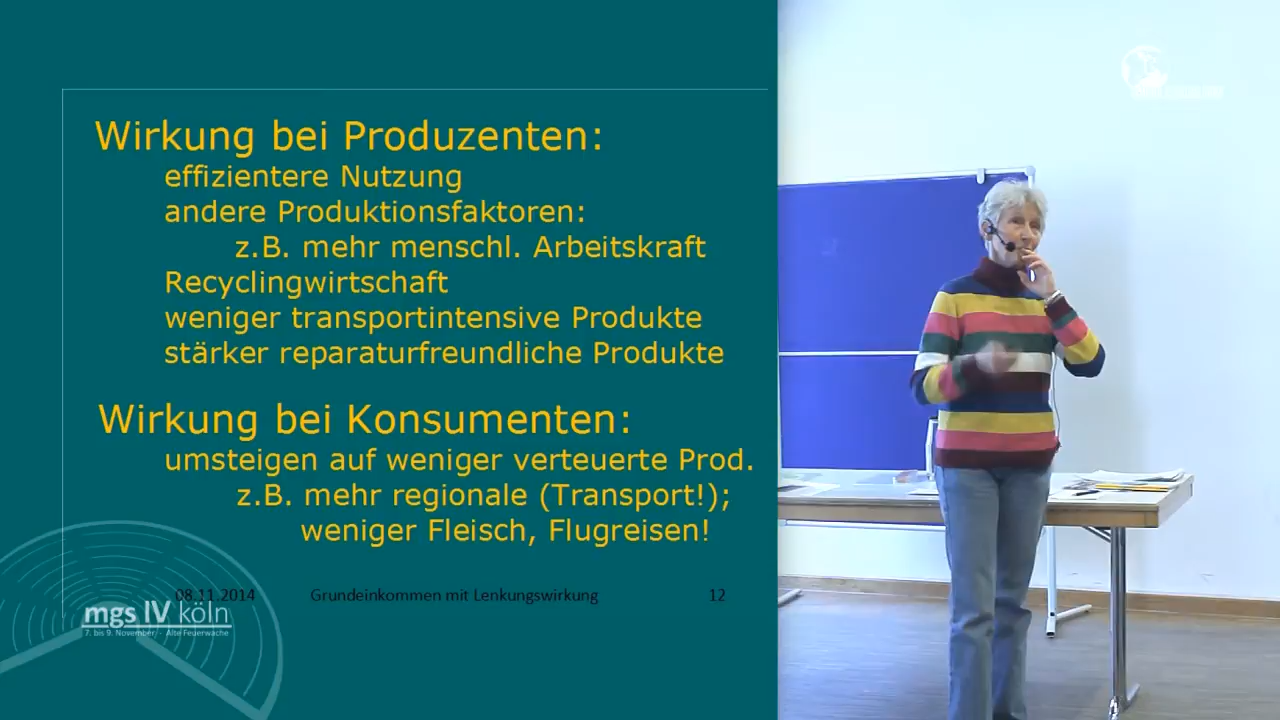 Wirkung bei Produzenten:
effizientere Nutzung
andere Produktionsfaktoren:
z.B. mehr menschl. Arbeitskraft
Recyclingwirtschaft
weniger transportintensive Produkte
stärker reparaturfreundliche Produkte
Wirkung bei Konsumenten:
umsteigen auf weniger verteuerte Prod.
z.B. mehr regionale (Transport!);
weniger Fleisch, Flugreisen!
08.11.2014 Grundeinkommen mit Lenkungswirkung 12
mgs IV köln
7. bis 9. November - Alte Feuerwache